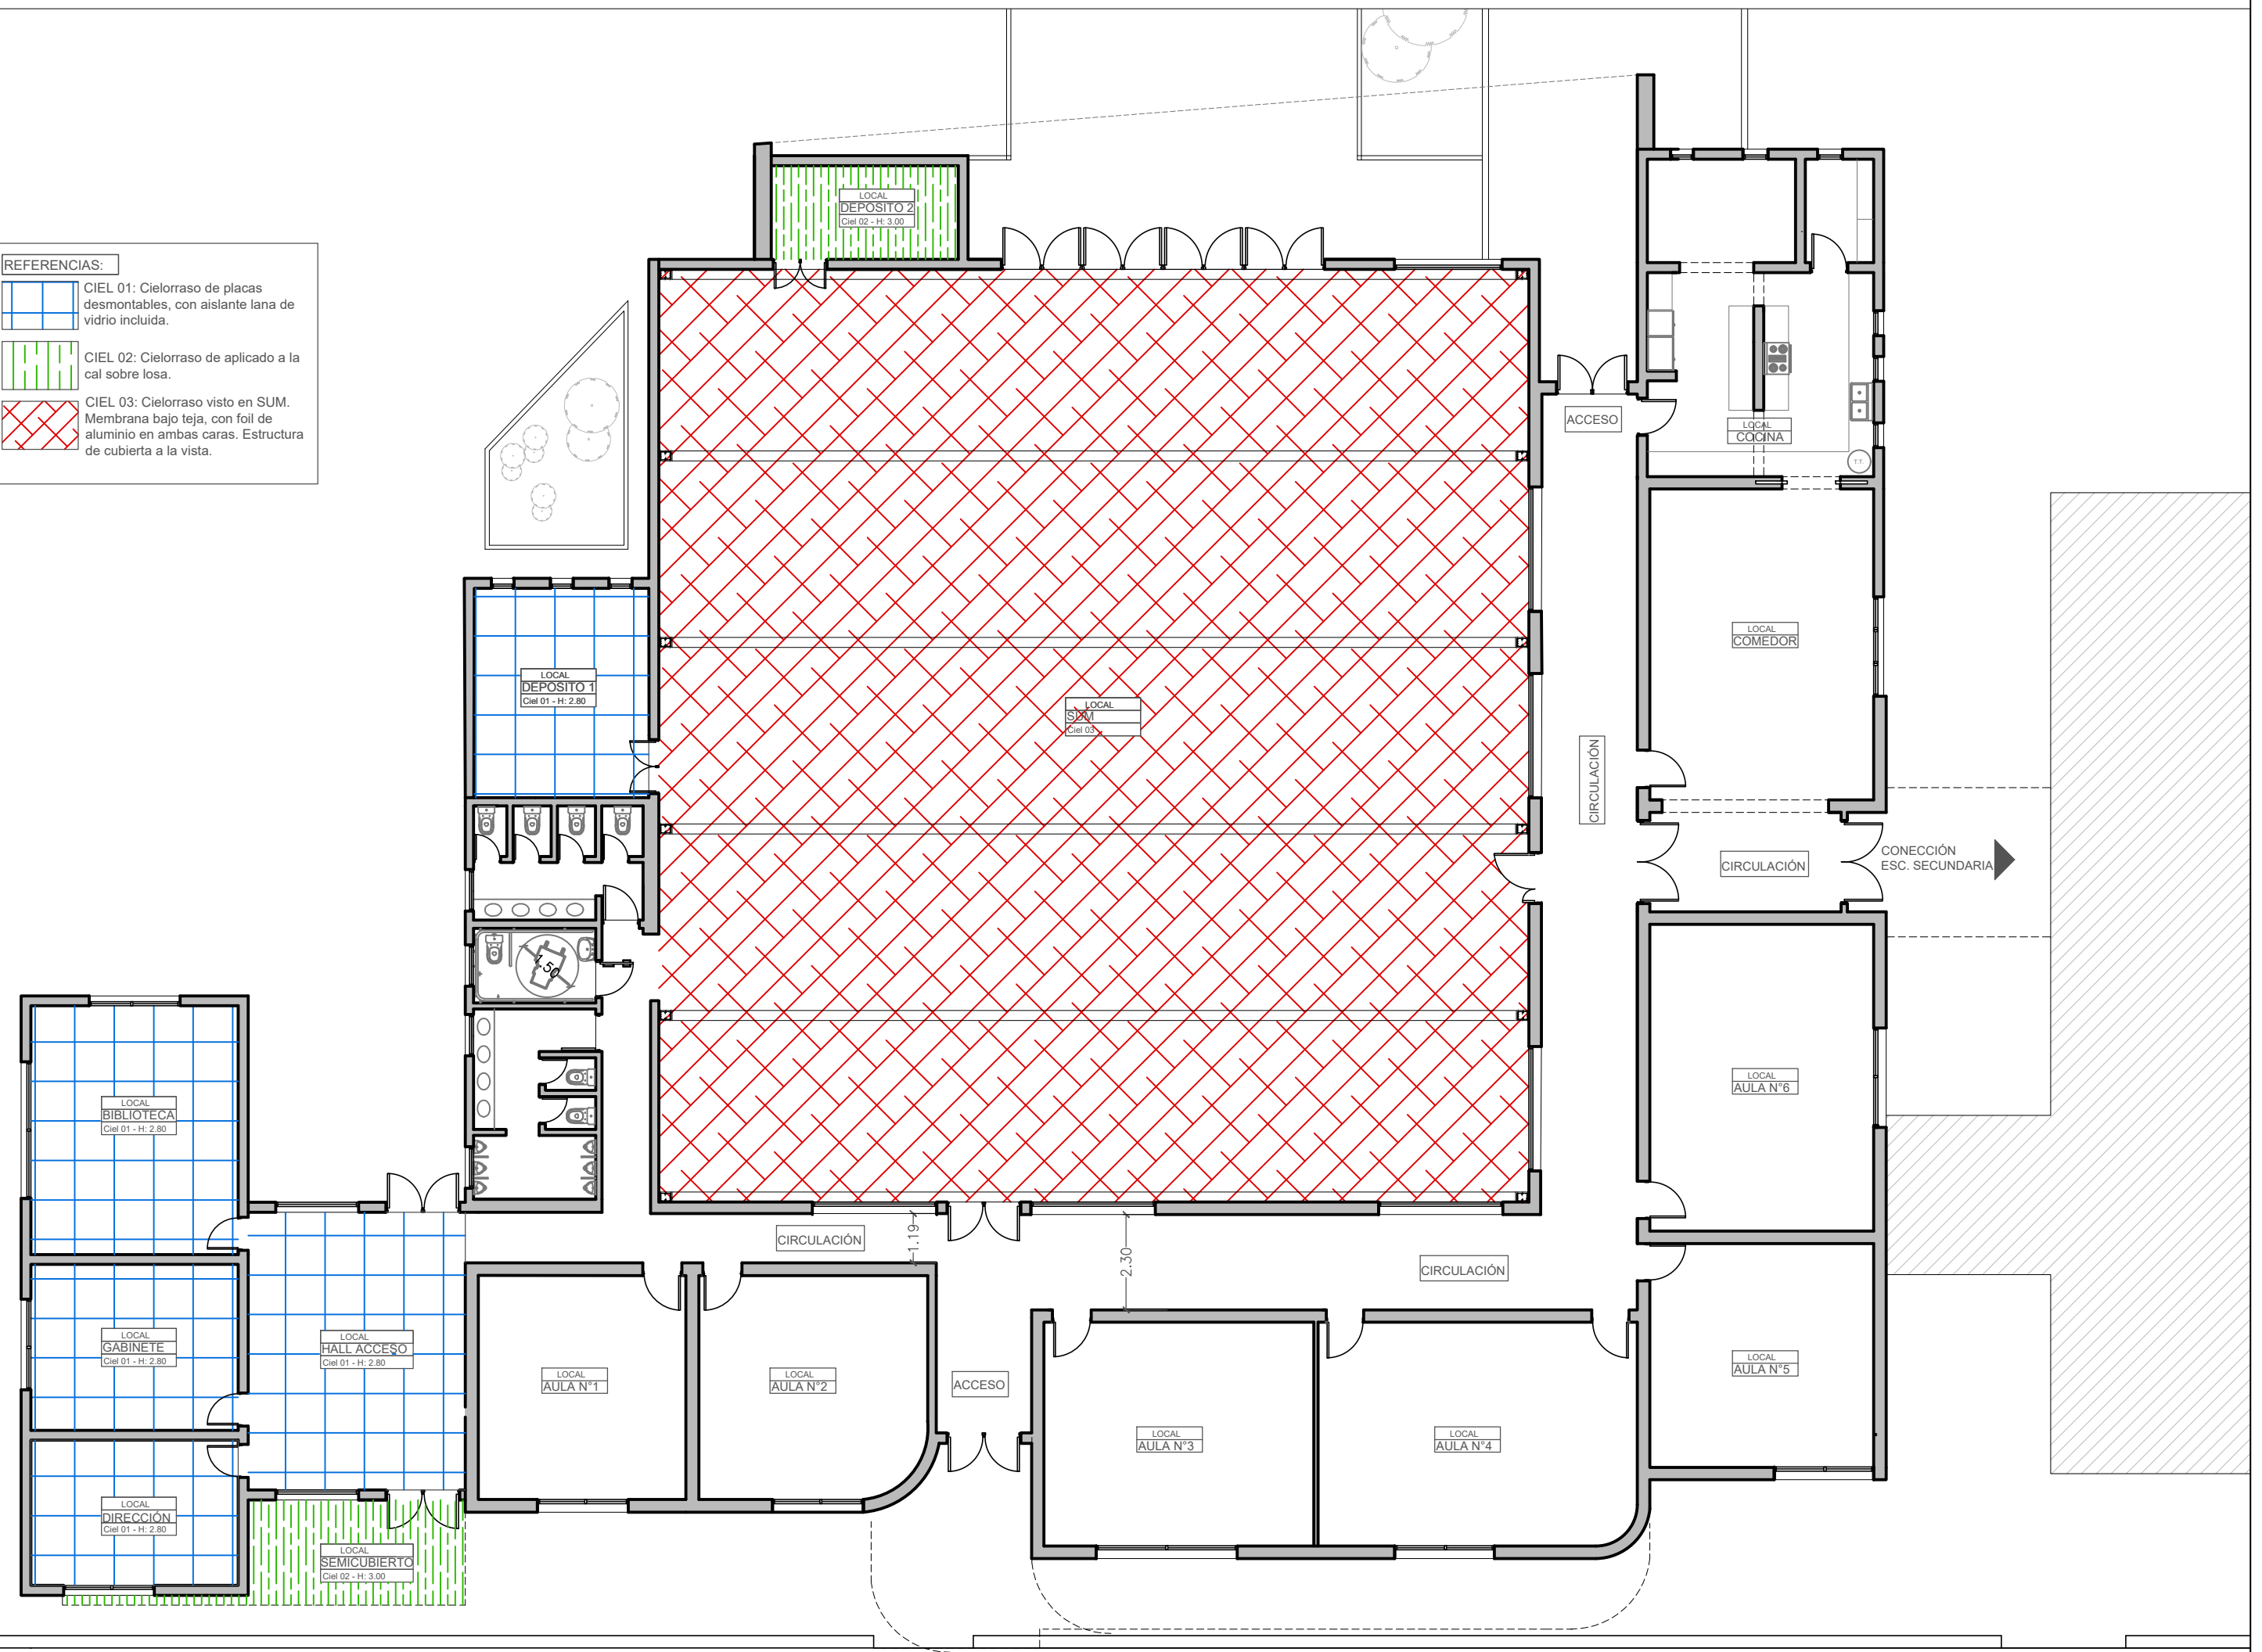 REFERENCIAS:
CIEL 01: Cielorraso de placas
desmontables, con aislante lana de
vidrio incluida.
CIEL 02: Cielorraso de aplicado a la
cal sobre losa.
CIEL 03: Cielorraso visto en SUM.
Membrana bajo teja, con foil de
aluminio en ambas caras. Estructura
de cubierta a la vista.
LOCAL
DEPOSITO 2
Ciel 02 - H: 3.00
ACCESO
LOCAL
COCINA
T.T.
LOCAL
COMEDOR
LOCAL
DEPOSITO 1
Ciel 01 - H: 2.80
LOCAL
SUM
Ciel 03
CIRCULACIÓN
CIRCULACIÓN
CONECCIÓN
ESC. SECUNDARIA
1.50
LOCAL
AULA N°6
LOCAL
BIBLIOTECA
Ciel 01 - H: 2.80
CIRCULACIÓN
1.19
2.30
CIRCULACIÓN
LOCAL
GABINETE
Ciel 01 - H: 2.80
LOCAL
HALL ACCESO
Ciel 01 - H: 2.80
LOCAL
AULA N°1
LOCAL
AULA N°2
ACCESO
LOCAL
AULA N°3
LOCAL
AULA N°4
LOCAL
AULA N°5
LOCAL
DIRECCIÓN
Ciel 01 - H: 2.80
LOCAL
SEMICUBIERTO
Ciel 02 - H: 3.00